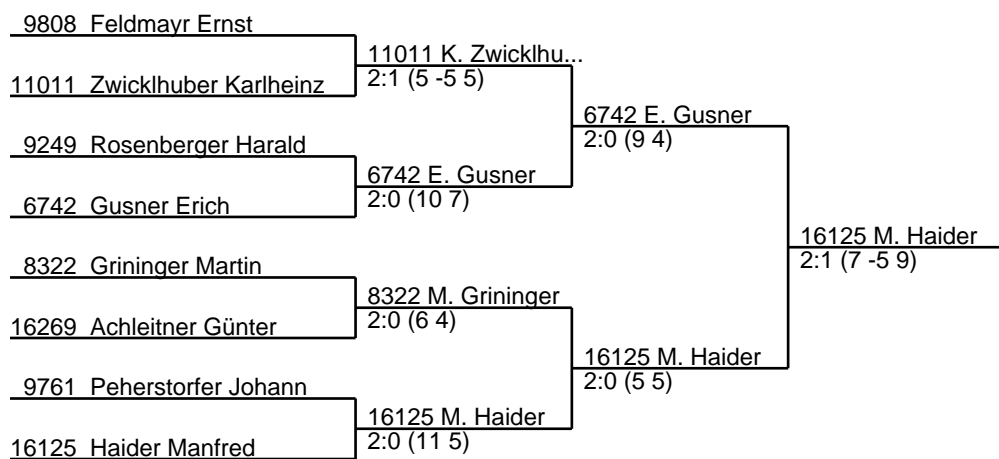 9808 Feldmayr Ernst
11011 K. Zwicklhu...
11011 Zwicklhuber Karlheinz
2:1 (5 -5 5)
6742 E. Gusner
9249 Rosenberger Harald
2:0 (9 4)
6742 E. Gusner
6742 Gusner Erich
2:0 (10 7)
16125 M. Haider
8322 Grininger Martin
2:1 (7 -5 9)
8322 M. Grininger
16269 Achleitner Günter
2:0 (6 4)
16125 M. Haider
9761 Peherstorfer Johann
2:0 (5 5)
16125 M. Haider
16125 Haider Manfred
2:0 (11 5)